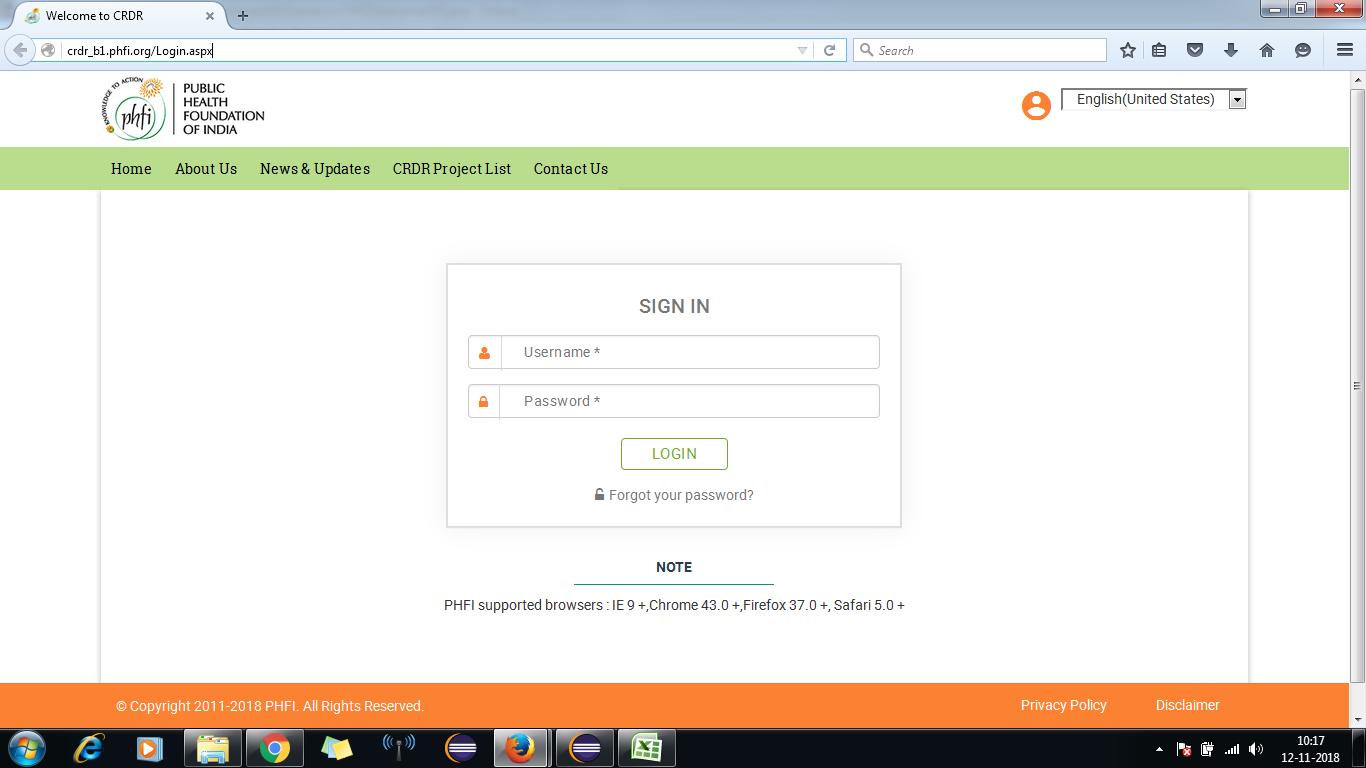 Welcome to CRDR
crdr_b1.phfi.org/Login.aspx
Search
KNOWLEDGE TO ACTION
phfi
PUBLIC
HEALTH
FOUNDATION
OF INDIA
English(United States)
Home About Us News & Updates CRDR Project List Contact Us
SIGN IN
Username *
Password *
LOGIN
Forgot your password?
NOTE
PHFI supported browsers : IE 9 +,Chrome 43.0 +,Firefox 37.0 +, Safari 5.0 +
© Copyright 2011-2018 PHFI. All Rights Reserved. Privacy Policy Disclaimer
10:17
12-11-2018